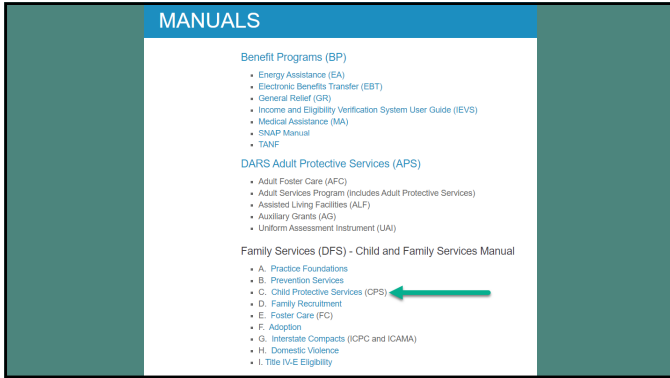 MANUALS
Benefit Programs (BP)
Energy Assistance (EA)
Electronic Benefits Transfer (EBT)
General Relief (GR)
Income and Eligibility Verification System User Guide (IEVS)
Medical Assistance (MA)
SNAP Manual
TANF
DARS Adult Protective Services (APS)
Adult Foster Care (AFC)
Adult Services Program (includes Adult Protective Services)
Assisted Living Facilities (ALF)
Auxiliary Grants (AG)
Uniform Assessment Instrument (UAI)
Family Services (DFS) - Child and Family Services Manual
A. Practice Foundations
B. Prevention Services
C. Child Protective Services (CPS)
D. Family Recruitment
E. Foster Care (FC)
F. Adoption
G. Interstate Compacts (ICPC and ICAMA)
H. Domestic Violence
I. Title IV-E Eligibility